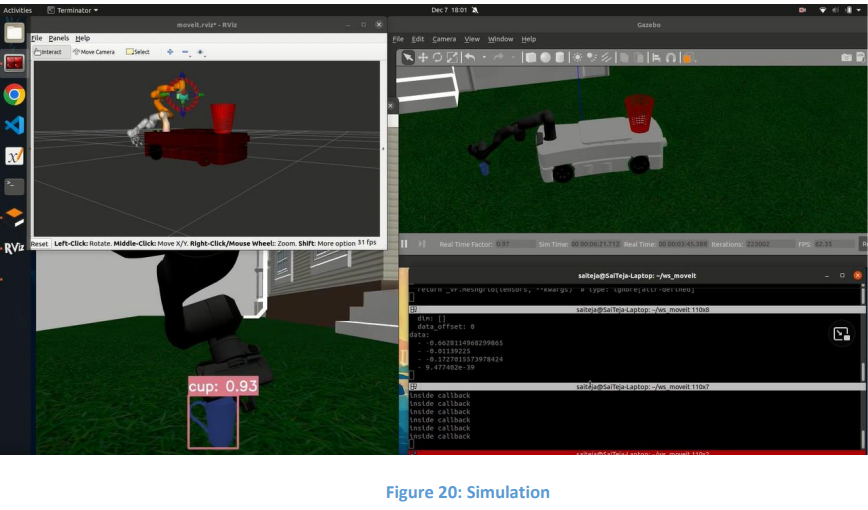 Activities
Terminator
Dec 7 18:01
moveit.rviz* - RViz
File Panels Help
Interact Move Camera Select
Reset Left-Click: Rotate. Middle-Click: Move X/Y. Right-Click/Mouse Wheel:: Zoom. Shift: More option 31 fps
RViz
Gazebo
File Edit Camera View Window Help
Real Time Factor: 0.97 Sim Time: 00 00:06:21.712 Real Time: 00 00:03:45.388 Iterations: 223002 FPS: 62.35 R
cup: 0.93
saiteja@SaiTeja-Laptop: ~/ws_moveit
return _VF.meshgrid(tensors, **kwargs) # type: ignore[attr-defined]
saiteja@SaiTeja-Laptop: ~/ws_moveit 110x8
dim: []
data_offset: 0
data:
- -0.6628114968299865
- -0.01139225
- -0.1727015573978424
- 9.477402e-39
saiteja@SaiTeja-Laptop: ~/ws_moveit 110x7
inside callback
inside callback
inside callback
inside callback
inside callback
inside callback
saiteja@SaiTeja-Laptop: ~/ws_moveit 110x2
Figure 20: Simulation